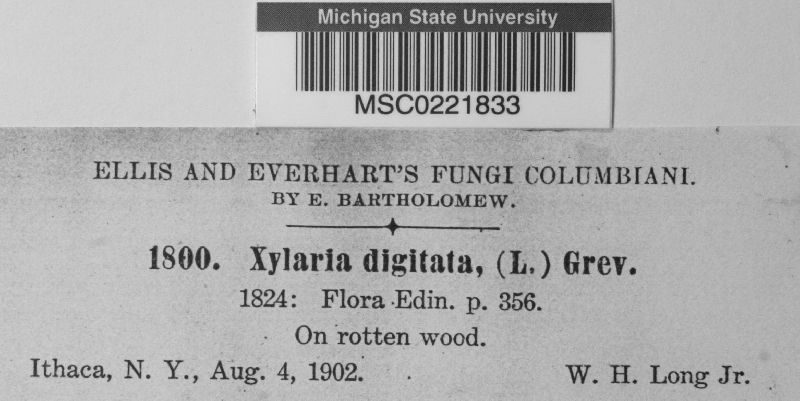 Michigan State University
MSC0221833
ELLIS AND EVERHART'S FUNGI COLUMBIANI.
BY E. BARTHOLOMEW.
1800. Xylaria digitata, (L.) Grev.
1824: Flora Edin. p. 356.
On rotten wood.
Ithaca, N. Y., Aug. 4, 1902. W. H. Long Jr.